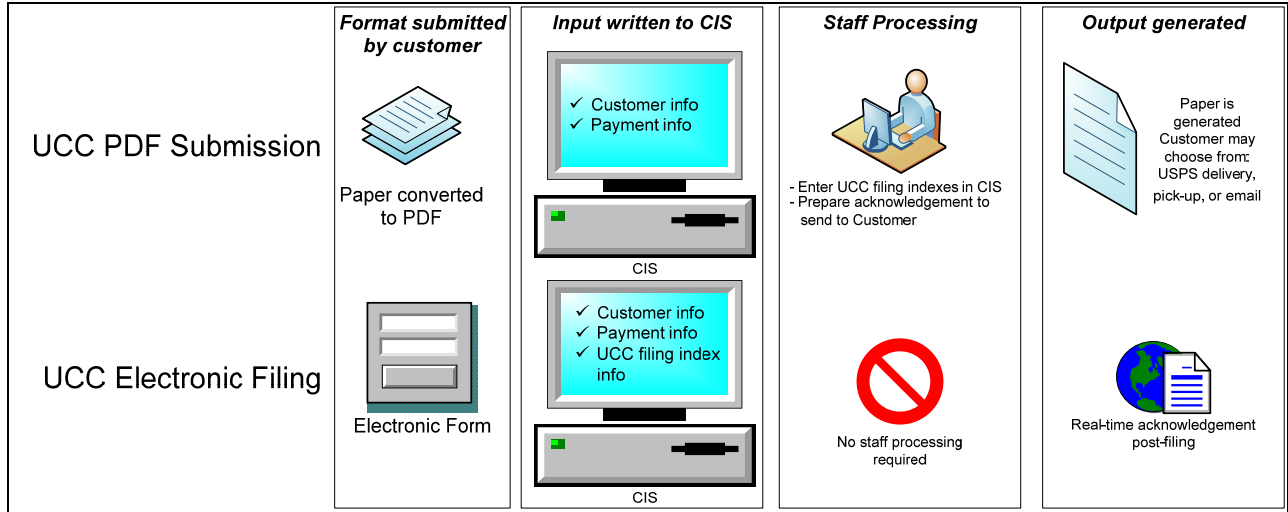 Format submitted
by customer
Input written to CIS
Staff Processing
Output generated
UCC PDF Submission
Paper converted
to PDF
✓ Customer info
✓ Payment info
CIS
- Enter UCC filing indexes in CIS
- Prepare acknowledgement to
send to Customer
Paper is
generated
Customer may
choose from:
USPS delivery,
pick-up, or email
UCC Electronic Filing
Electronic Form
✓ Customer info
✓ Payment info
✓ UCC filing index
info
CIS
No staff processing
required
Real-time acknowledgement
post-filing